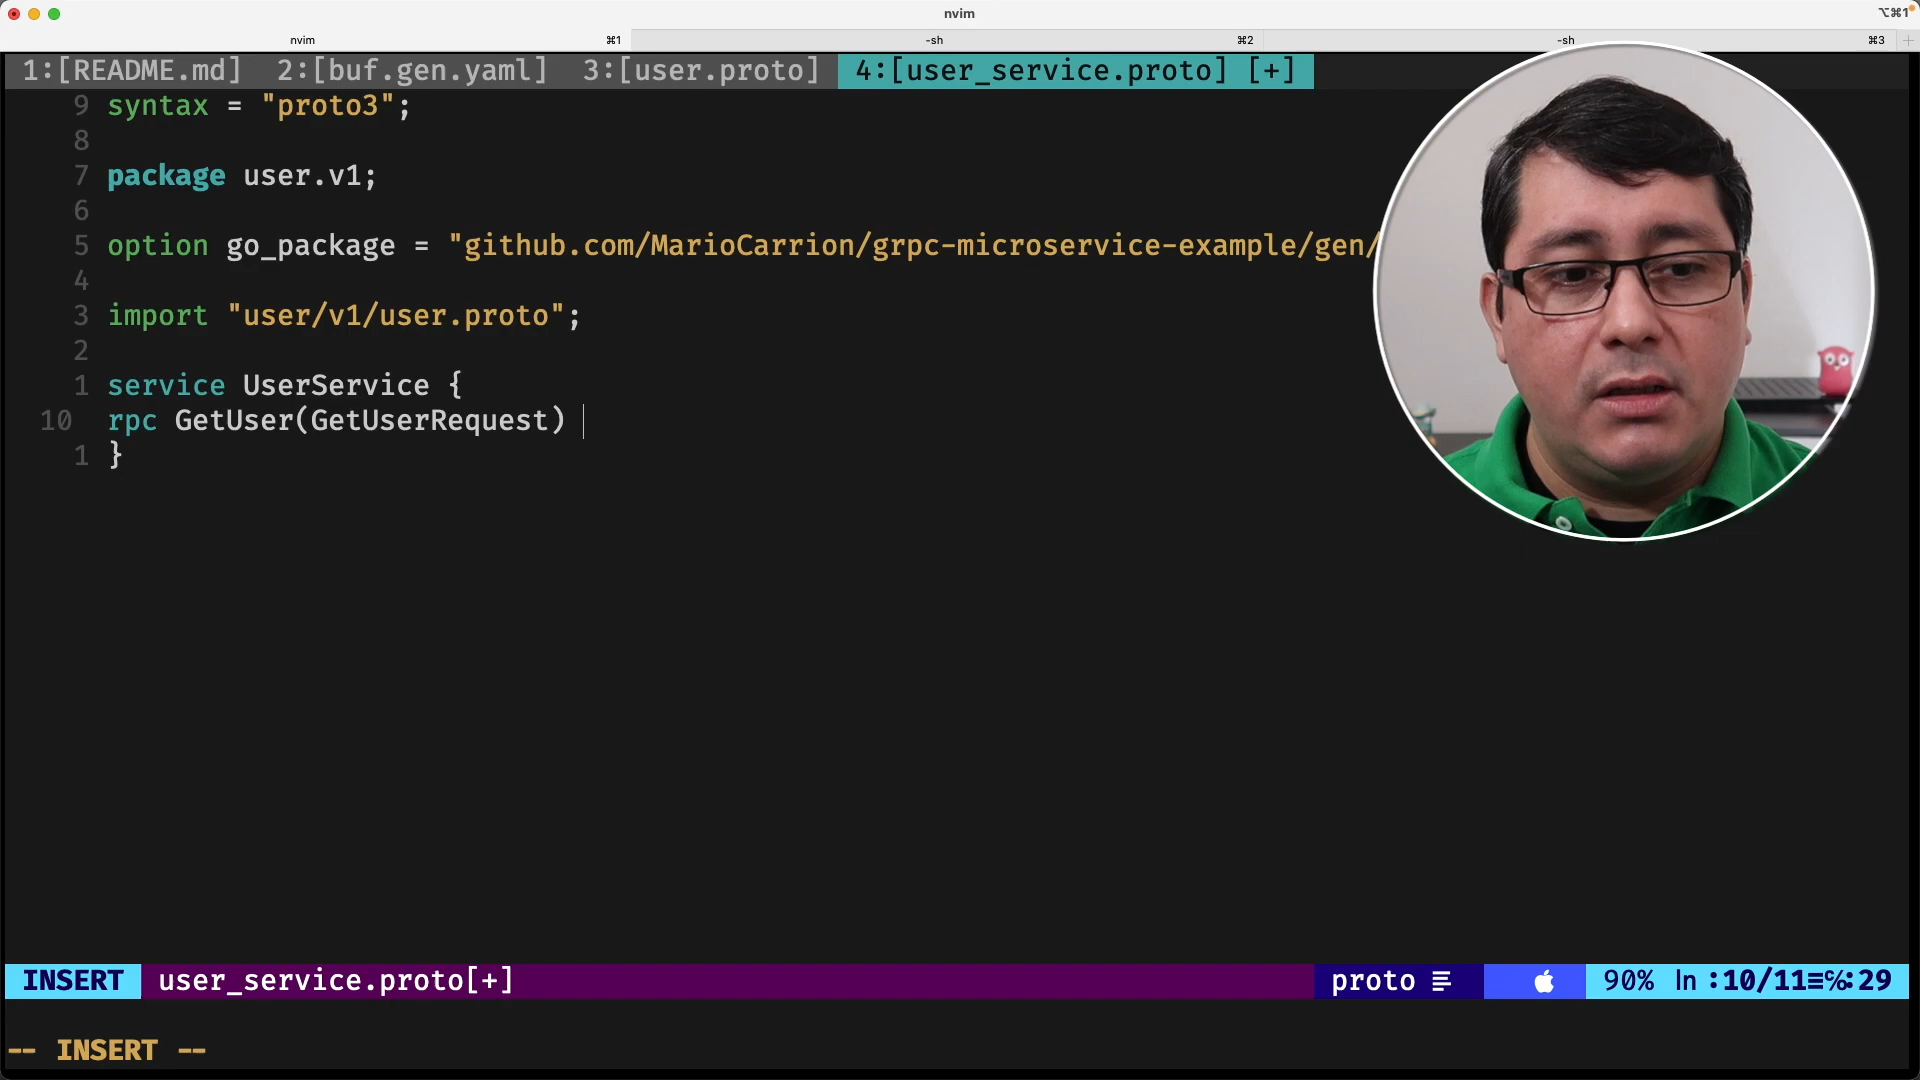 nvim
⌥⌘1
nvim ⌘1 -sh ⌘2 -sh ⌘3 +
1:[README.md] 2:[buf.gen.yaml] 3:[user.proto] 4:[user_service.proto] [+]
9 syntax = "proto3";
8
7 package user.v1;
6
5 option go_package = "github.com/MarioCarrion/grpc-microservice-example/gen/
4
3 import "user/v1/user.proto";
2
1 service UserService {
10 rpc GetUser(GetUserRequest)
1 }
INSERT user_service.proto[+] proto 90% ln :10/11≡℅:29
-- INSERT --